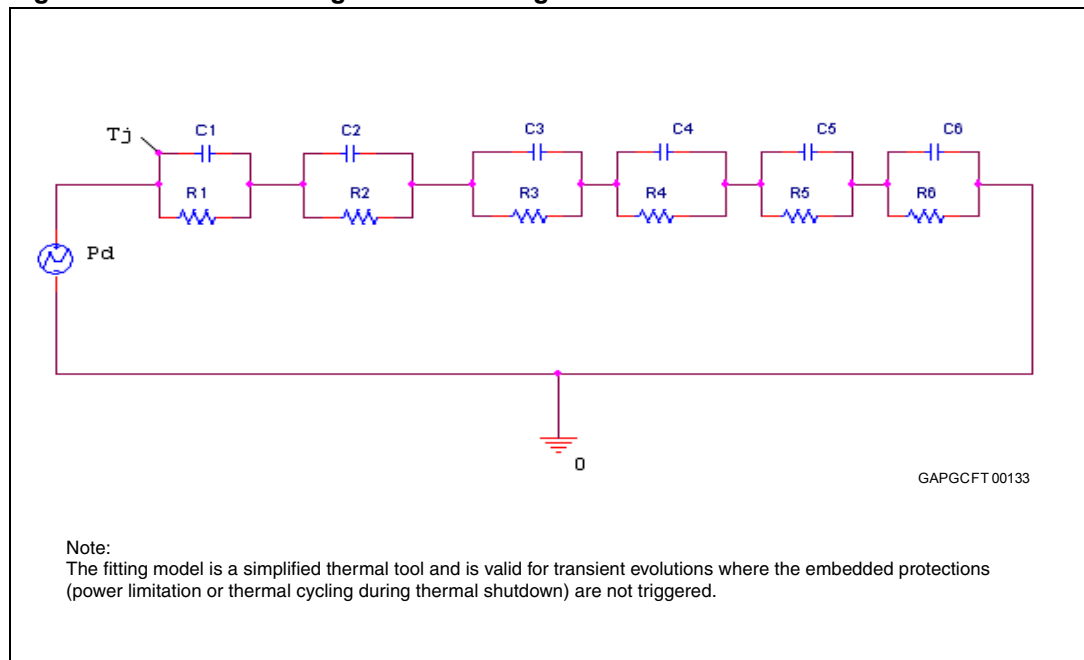 Tj
C1
C2
C3
C4
C5
C6
R1
R2
R3
R4
R5
R6
Pd
0
GAPGCFT00133
Note:
The fitting model is a simplified thermal tool and is valid for transient evolutions where the embedded protections
(power limitation or thermal cycling during thermal shutdown) are not triggered.